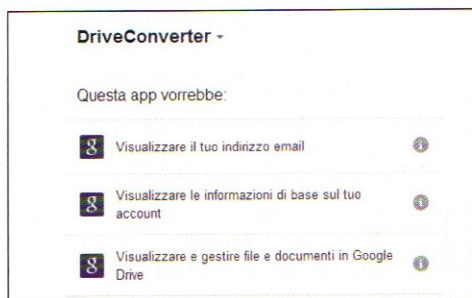 DriveConverter
Questa app vorrebbe:
Visualizzare il tuo indirizzo email
Visualizzare le informazioni di base sul tuo
account
Visualizzare e gestire file e documenti in Google
Drive